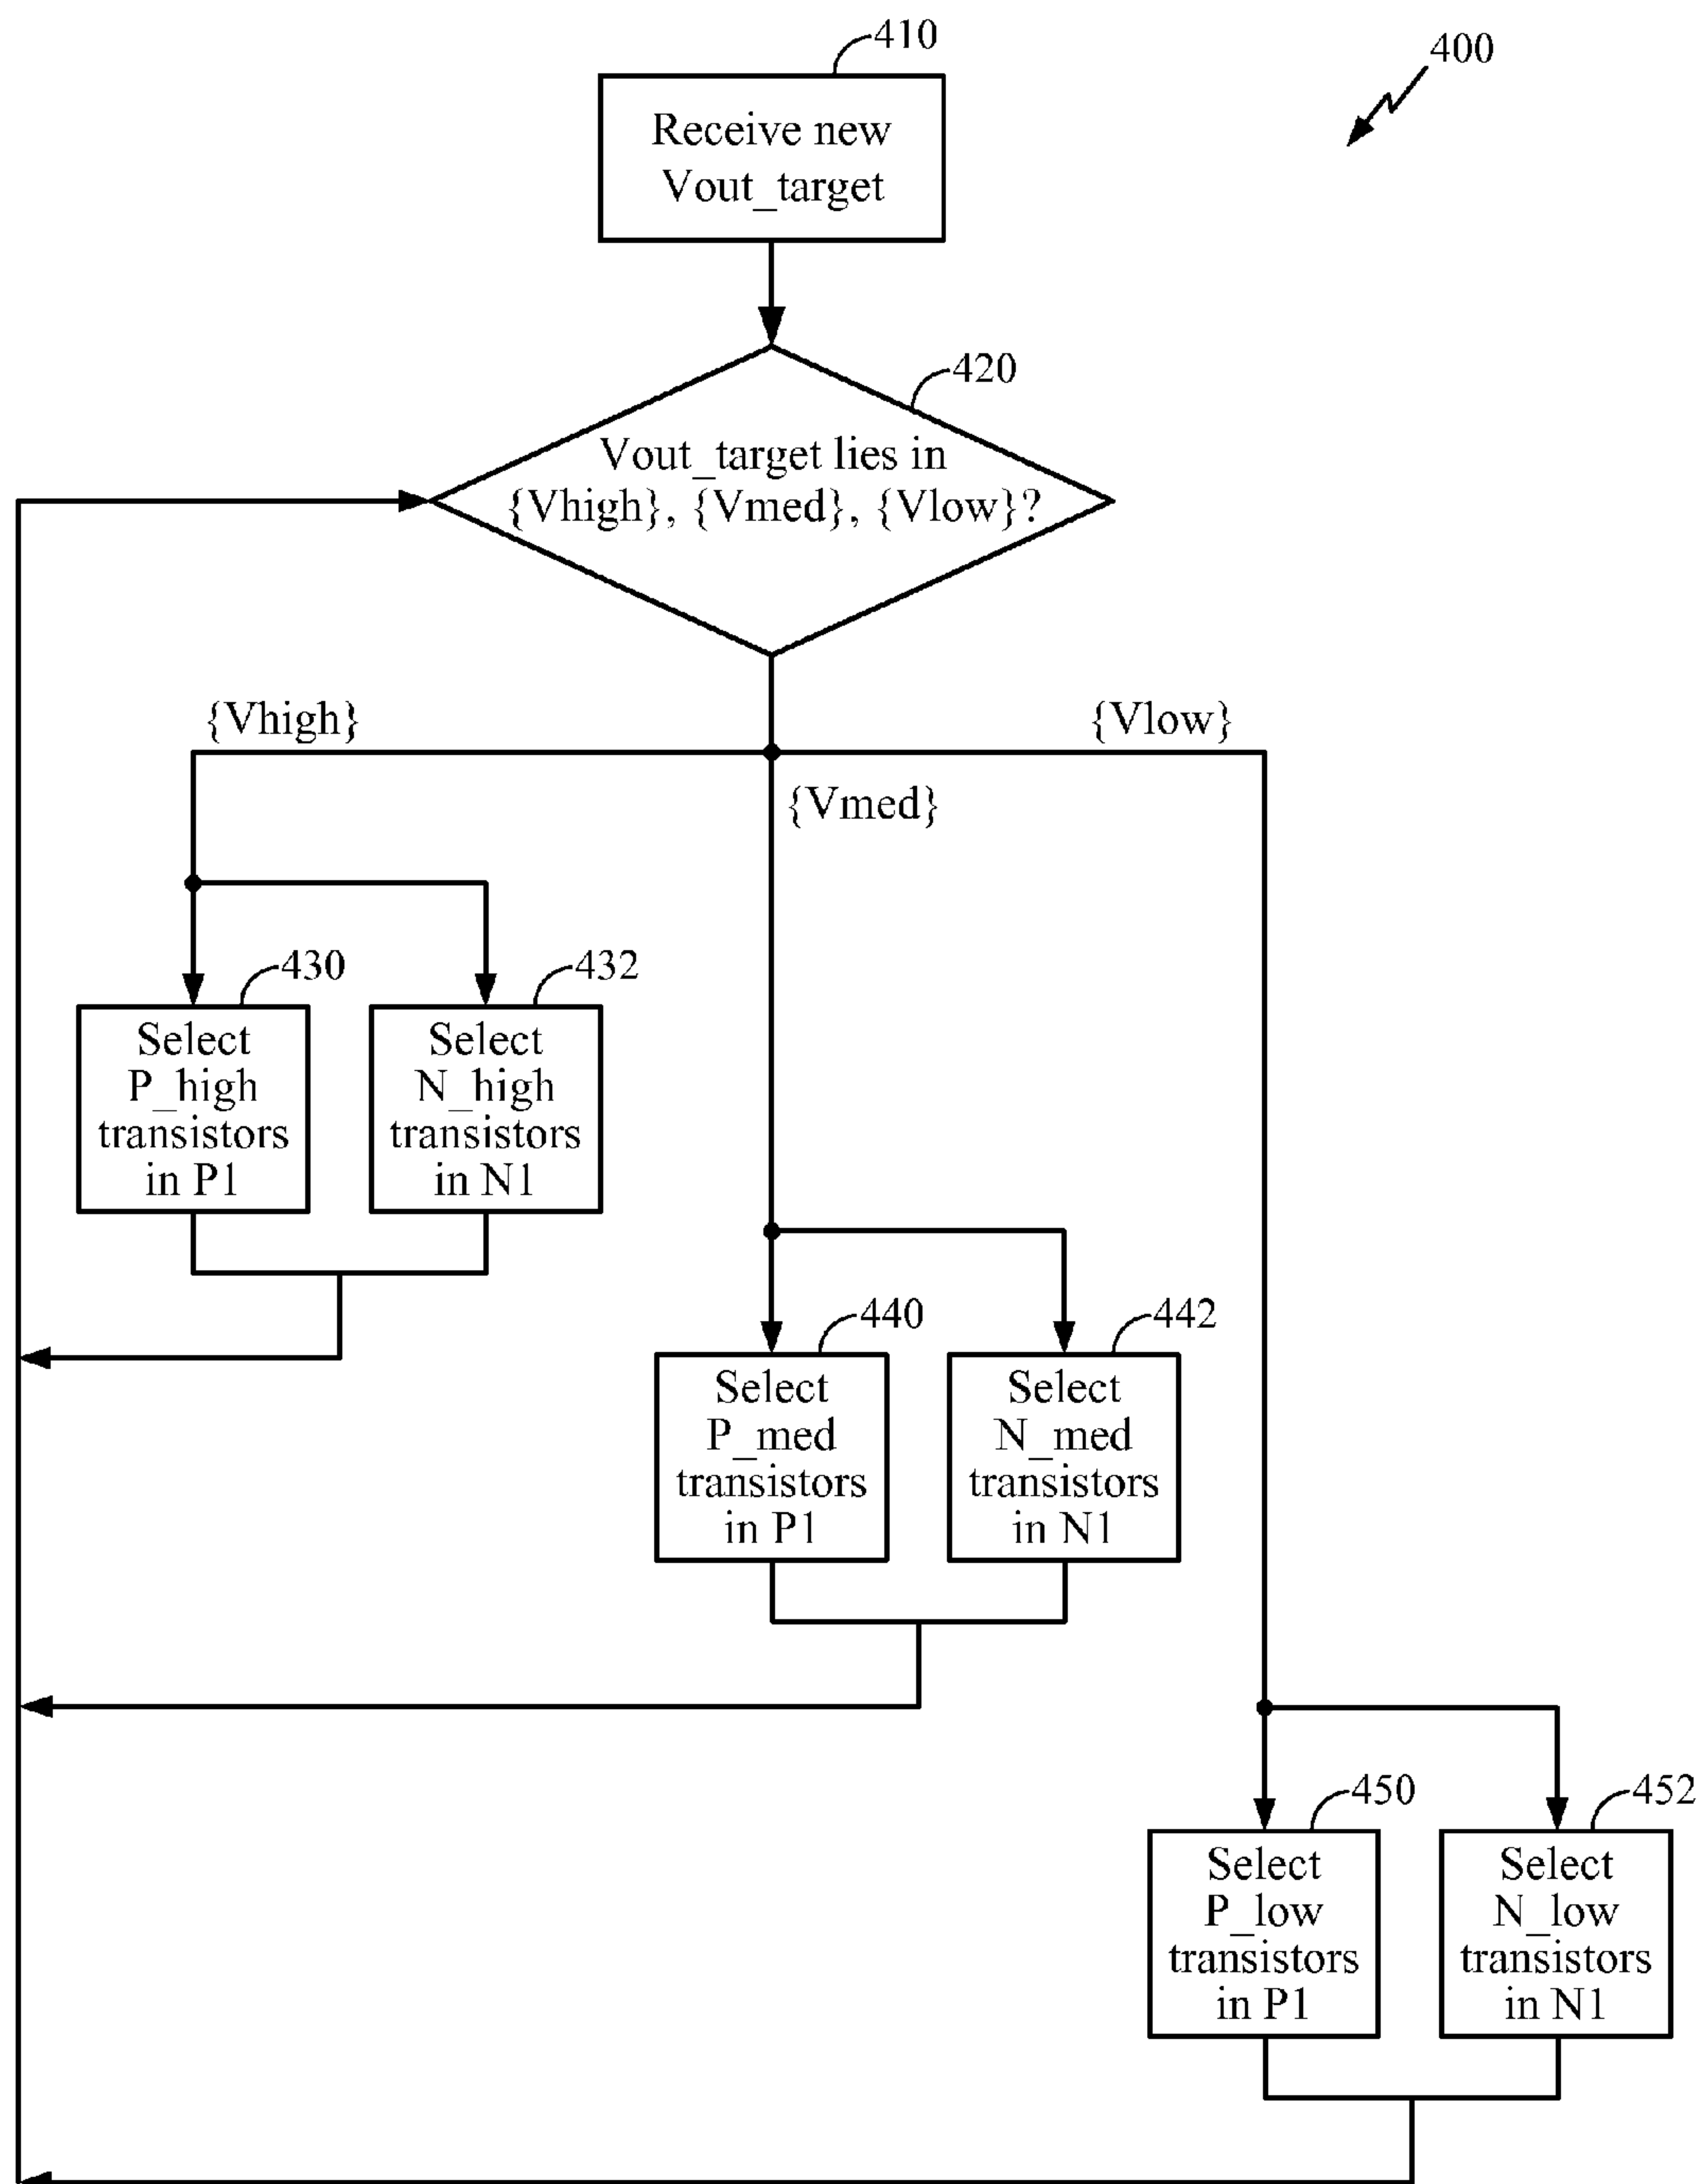 410
400
Receive new
Vout_target
420
Vout_target lies in
{Vhigh}, {Vmed}, {Vlow}?
{Vhigh}
{Vlow}
{Vmed}
430
432
Select
P_high
transistors
in P1
Select
N_high
transistors
in N1
440
442
Select
P_med
transistors
in P1
Select
N_med
transistors
in N1
450
452
Select
P_low
transistors
in P1
Select
N_low
transistors
in N1